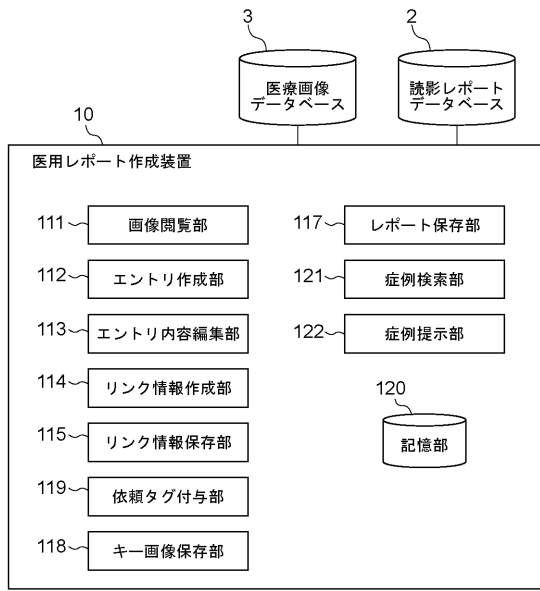 3
2
医療画像
データベース
読影レポート
データベース
10
医用レポート作成装置
111
画像閲覧部
112
エントリ作成部
113
エントリ内容編集部
114
リンク情報作成部
115
リンク情報保存部
119
依頼タグ付与部
118
キー画像保存部
117
レポート保存部
121
症例検索部
122
症例提示部
120
記憶部